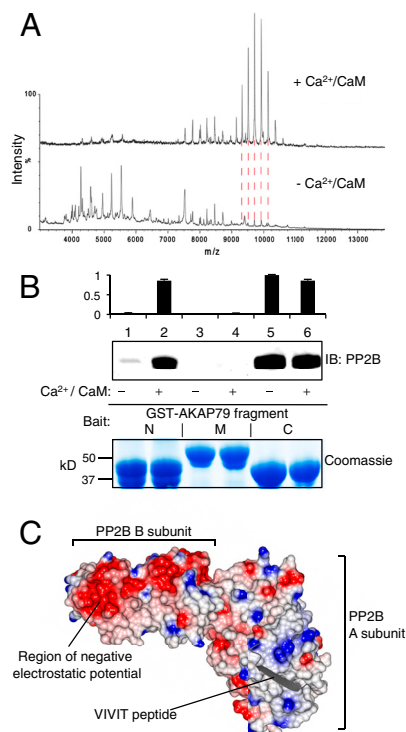 A
100
+ Ca²⁺/CaM
Intensity
%
- Ca²⁺/CaM
3000 4000 5000 6000 7000 8000 9000 10000 11000 12000 13000
m/z
B
1
0.5
0
1 2 3 4 5 6
IB: PP2B
Ca²⁺/ CaM: – + – + – +
GST-AKAP79 fragment
Bait: N | M | C
50
kD
37
Coomassie
C
PP2B B subunit
PP2B
A subunit
Region of negative
electrostatic potential
VIVIT peptide